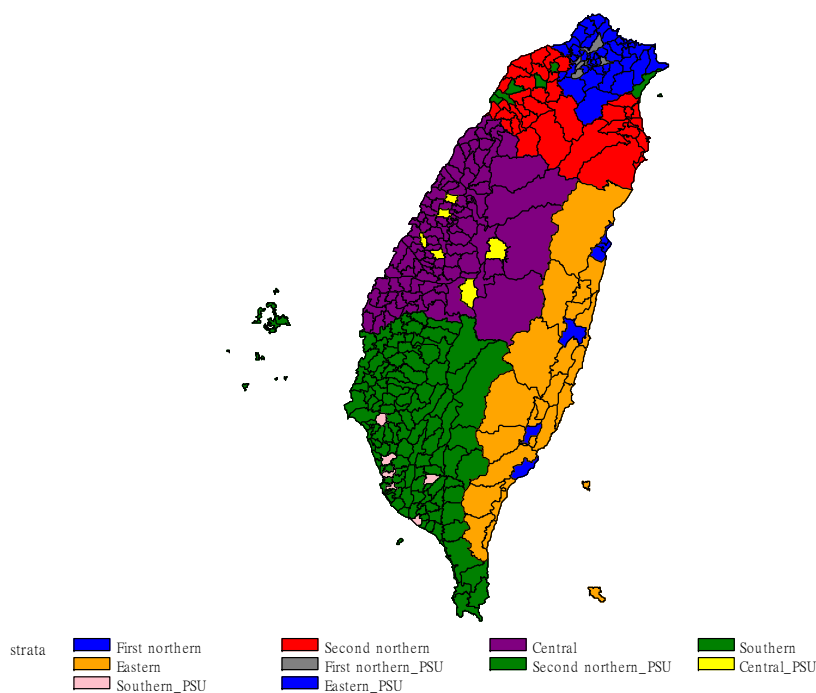 strata First northern Second northern Central Southern
Eastern First northern_PSU Second northern_PSU Central_PSU
Southern_PSU Eastern_PSU